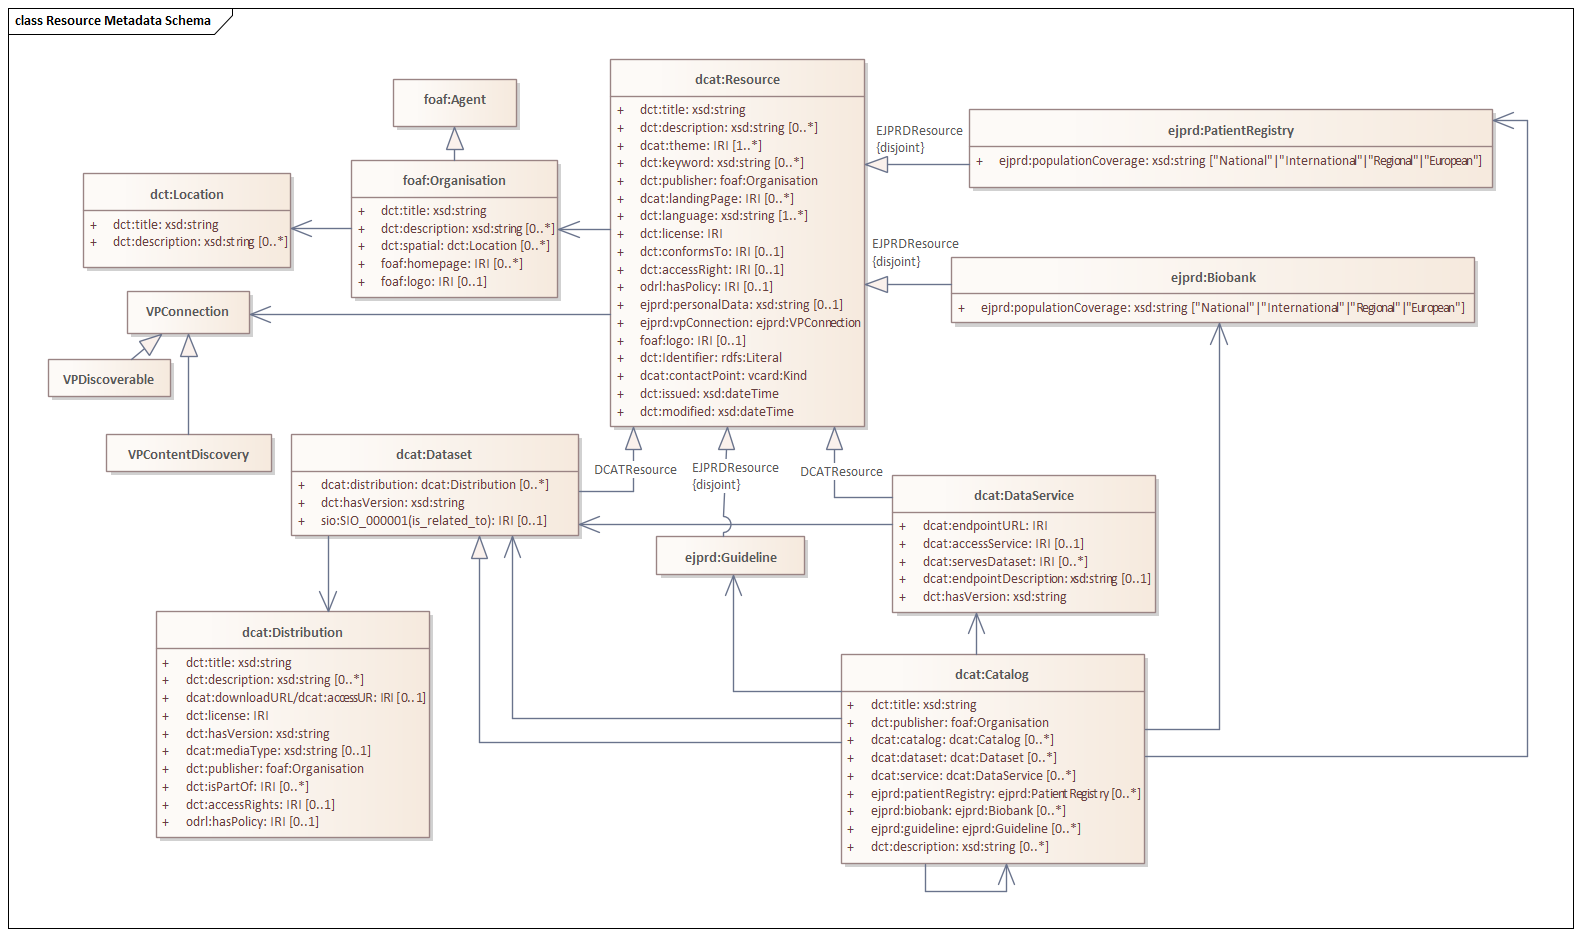 class Resource Metadata Schema
foaf:Agent
dcat:Resource
+ dct:title: xsd:string
+ dct:description: xsd:string [0..*]
+ dcat:theme: IRI [1..*]
+ dct:keyword: xsd:string [0..*]
+ dct:publisher: foaf:Organisation
+ dcat:landingPage: IRI [0..*]
+ dct:language: xsd:string [1..*]
+ dct:license: IRI
+ dct:conformsTo: IRI [0..1]
+ dct:accessRight: IRI [0..1]
+ odrl:hasPolicy: IRI [0..1]
+ ejprd:personalData: xsd:string [0..1]
+ ejprd:vpConnection: ejprd:VPConnection
+ foaf:logo: IRI [0..1]
+ dct:Identifier: rdfs:Literal
+ dcat:contactPoint: vcard:Kind
+ dct:issued: xsd:dateTime
+ dct:modified: xsd:dateTime
EJPRDResource
{disjoint}
ejprd:PatientRegistry
+ ejprd:populationCoverage: xsd:string ["National"|"International"|"Regional"|"European"]
foaf:Organisation
+ dct:title: xsd:string
+ dct:description: xsd:string [0..*]
+ dct:spatial: dct:Location [0..*]
+ foaf:homepage: IRI [0..*]
+ foaf:logo: IRI [0..1]
dct:Location
+ dct:title: xsd:string
+ dct:description: xsd:string [0..*]
EJPRDResource
{disjoint}
ejprd:Biobank
+ ejprd:populationCoverage: xsd:string ["National"|"International"|"Regional"|"European"]
VPConnection
VPDiscoverable
VPContentDiscovery
dcat:Dataset
+ dcat:distribution: dcat:Distribution [0..*]
+ dct:hasVersion: xsd:string
+ sio:SIO_000001(is_related_to): IRI [0..1]
DCATResource
EJPRDResource
{disjoint}
DCATResource
dcat:DataService
+ dcat:endpointURL: IRI
+ dcat:accessService: IRI [0..1]
+ dcat:servesDataset: IRI [0..*]
+ dcat:endpointDescription: xsd:string [0..1]
+ dct:hasVersion: xsd:string
ejprd:Guideline
dcat:Distribution
+ dct:title: xsd:string
+ dct:description: xsd:string [0..*]
+ dcat:downloadURL/dcat:accessUR: IRI [0..1]
+ dct:license: IRI
+ dct:hasVersion: xsd:string
+ dcat:mediaType: xsd:string [0..1]
+ dct:publisher: foaf:Organisation
+ dct:isPartOf: IRI [0..*]
+ dct:accessRights: IRI [0..1]
+ odrl:hasPolicy: IRI [0..1]
dcat:Catalog
+ dct:title: xsd:string
+ dct:publisher: foaf:Organisation
+ dcat:catalog: dcat:Catalog [0..*]
+ dcat:dataset: dcat:Dataset [0..*]
+ dcat:service: dcat:DataService [0..*]
+ ejprd:patientRegistry: ejprd:PatientRegistry [0..*]
+ ejprd:biobank: ejprd:Biobank [0..*]
+ ejprd:guideline: ejprd:Guideline [0..*]
+ dct:description: xsd:string [0..*]